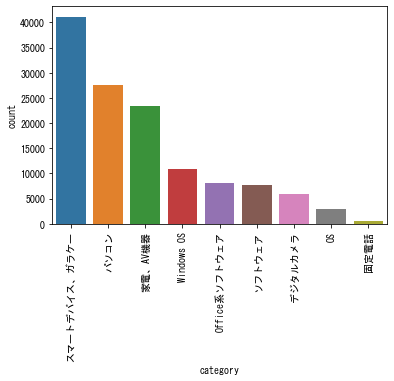 40000
35000
30000
25000
20000
15000
10000
5000
0
count
スマートデバイス、ガラケー
パソコン
家電、AV機器
Windows OS
Office系ソフトウェア
ソフトウェア
デジタルカメラ
OS
固定電話
category